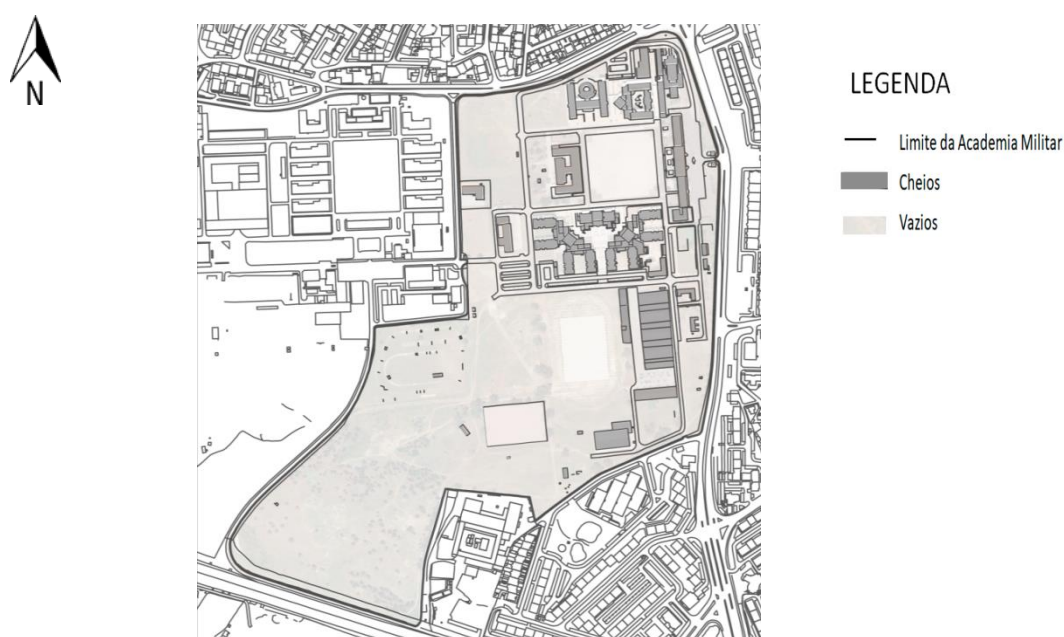 N
LEGENDA
Limite da Academia Militar
Cheios
Vazios